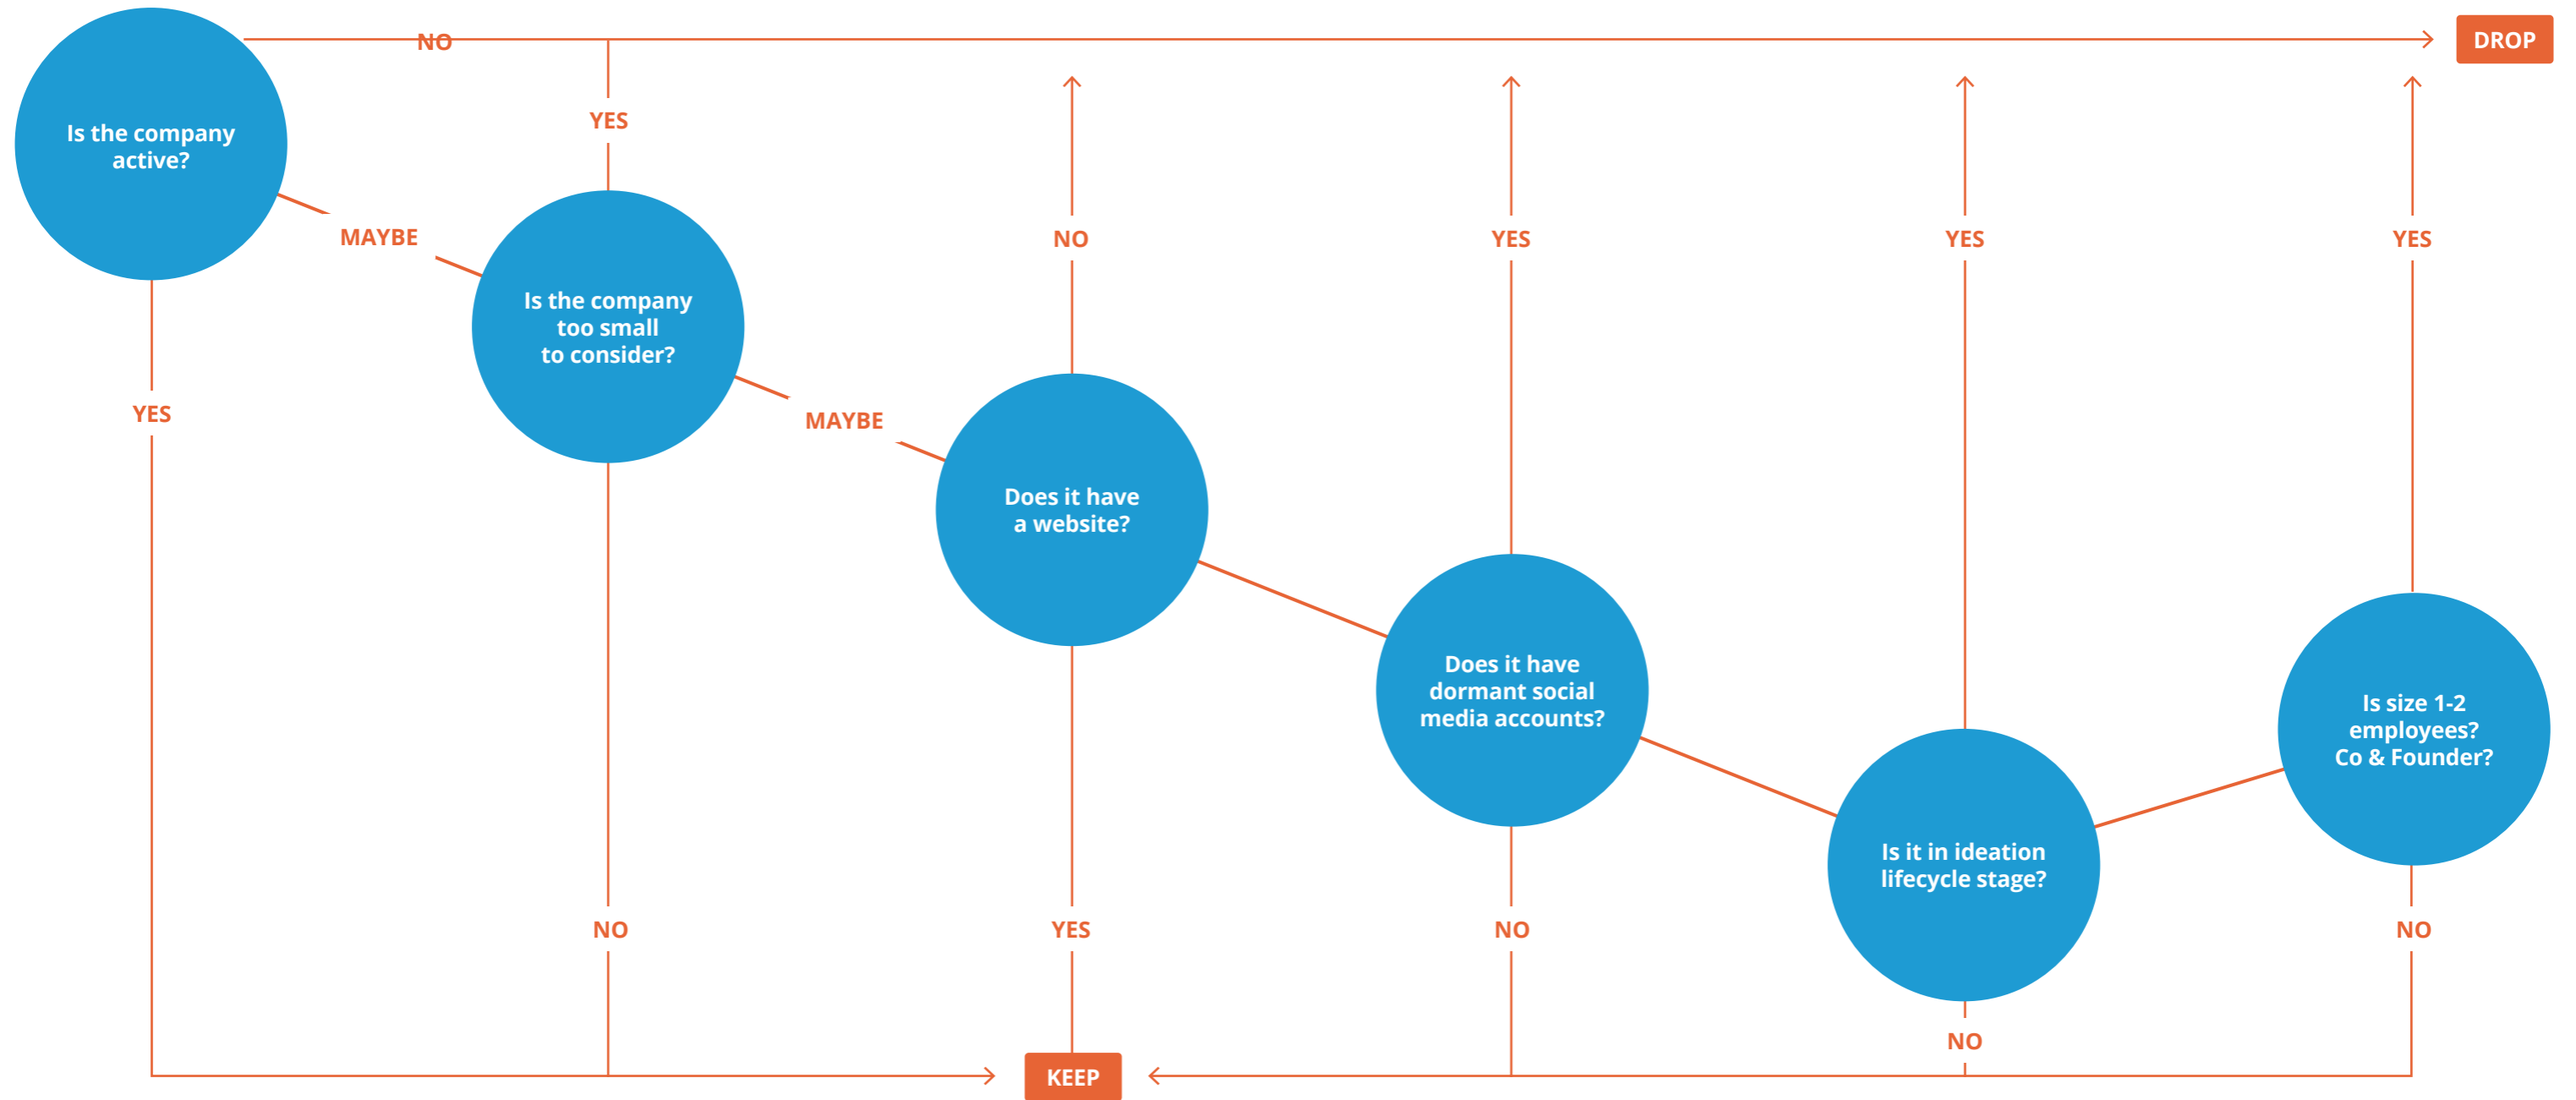 NO
DROP
Is the company
active?
YES
MAYBE
NO
YES
YES
YES
Is the company
too small
to consider?
YES
MAYBE
Does it have
a website?
Does it have
dormant social
media accounts?
Is size 1-2
employees?
Co & Founder?
Is it in ideation
lifecycle stage?
NO
YES
NO
NO
NO
KEEP